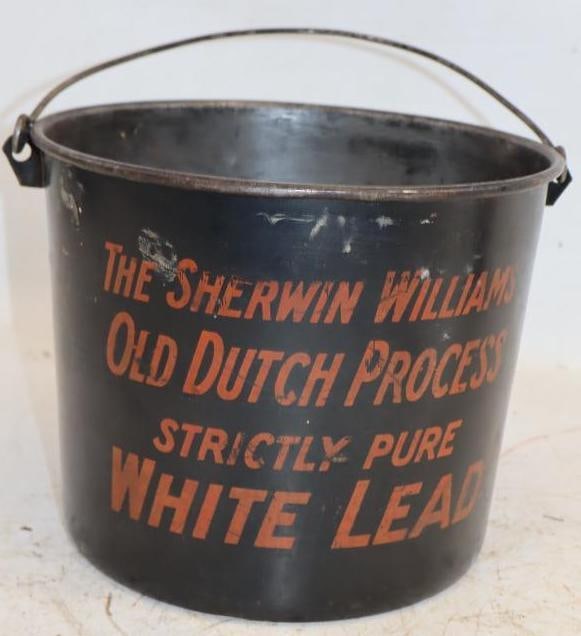 THE SHERWIN WILLIAMS
OLD DUTCH PROCESS
STRICTLY PURE
WHITE LEAD